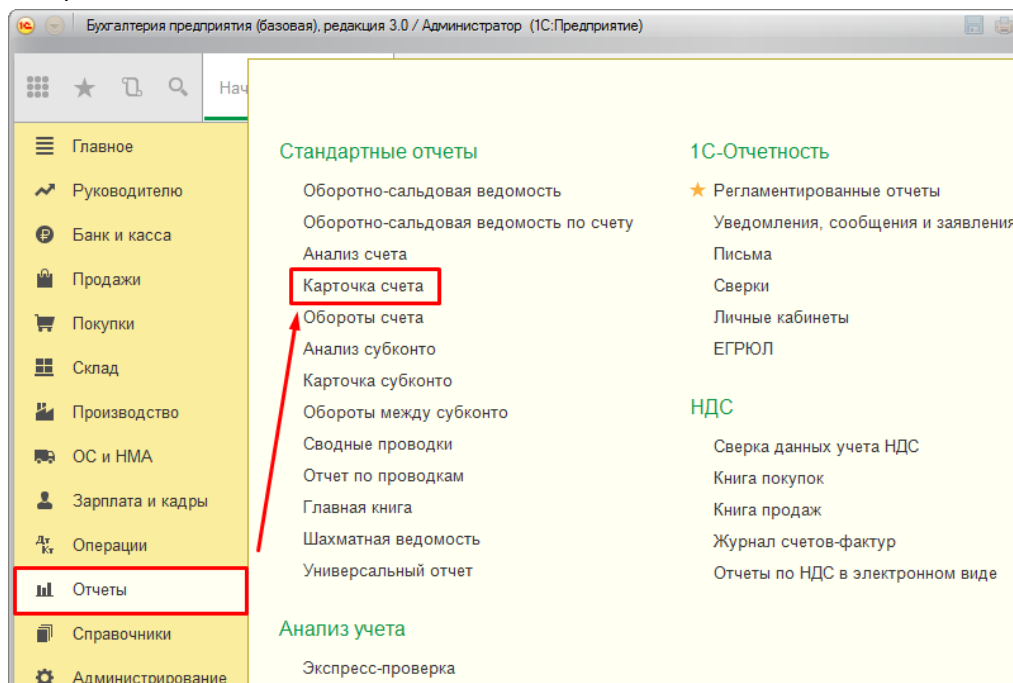 Бухгалтерия предприятия (базовая), редакция 3.0 / Администратор (1С:Предприятие)
Нач
Главное
Руководителю
Банк и касса
Продажи
Покупки
Склад
Производство
ОС и НМА
Зарплата и кадры
Операции
Отчеты
Справочники
Администрирование
Стандартные отчеты
Оборотно-сальдовая ведомость
Оборотно-сальдовая ведомость по счету
Анализ счета
Карточка счета
Обороты счета
Анализ субконто
Карточка субконто
Обороты между субконто
Сводные проводки
Отчет по проводкам
Главная книга
Шахматная ведомость
Универсальный отчет
Анализ учета
Экспресс-проверка
1С-Отчетность
Регламентированные отчеты
Уведомления, сообщения и заявления
Письма
Сверки
Личные кабинеты
ЕГРЮЛ
НДС
Сверка данных учета НДС
Книга покупок
Книга продаж
Журнал счетов-фактур
Отчеты по НДС в электронном виде